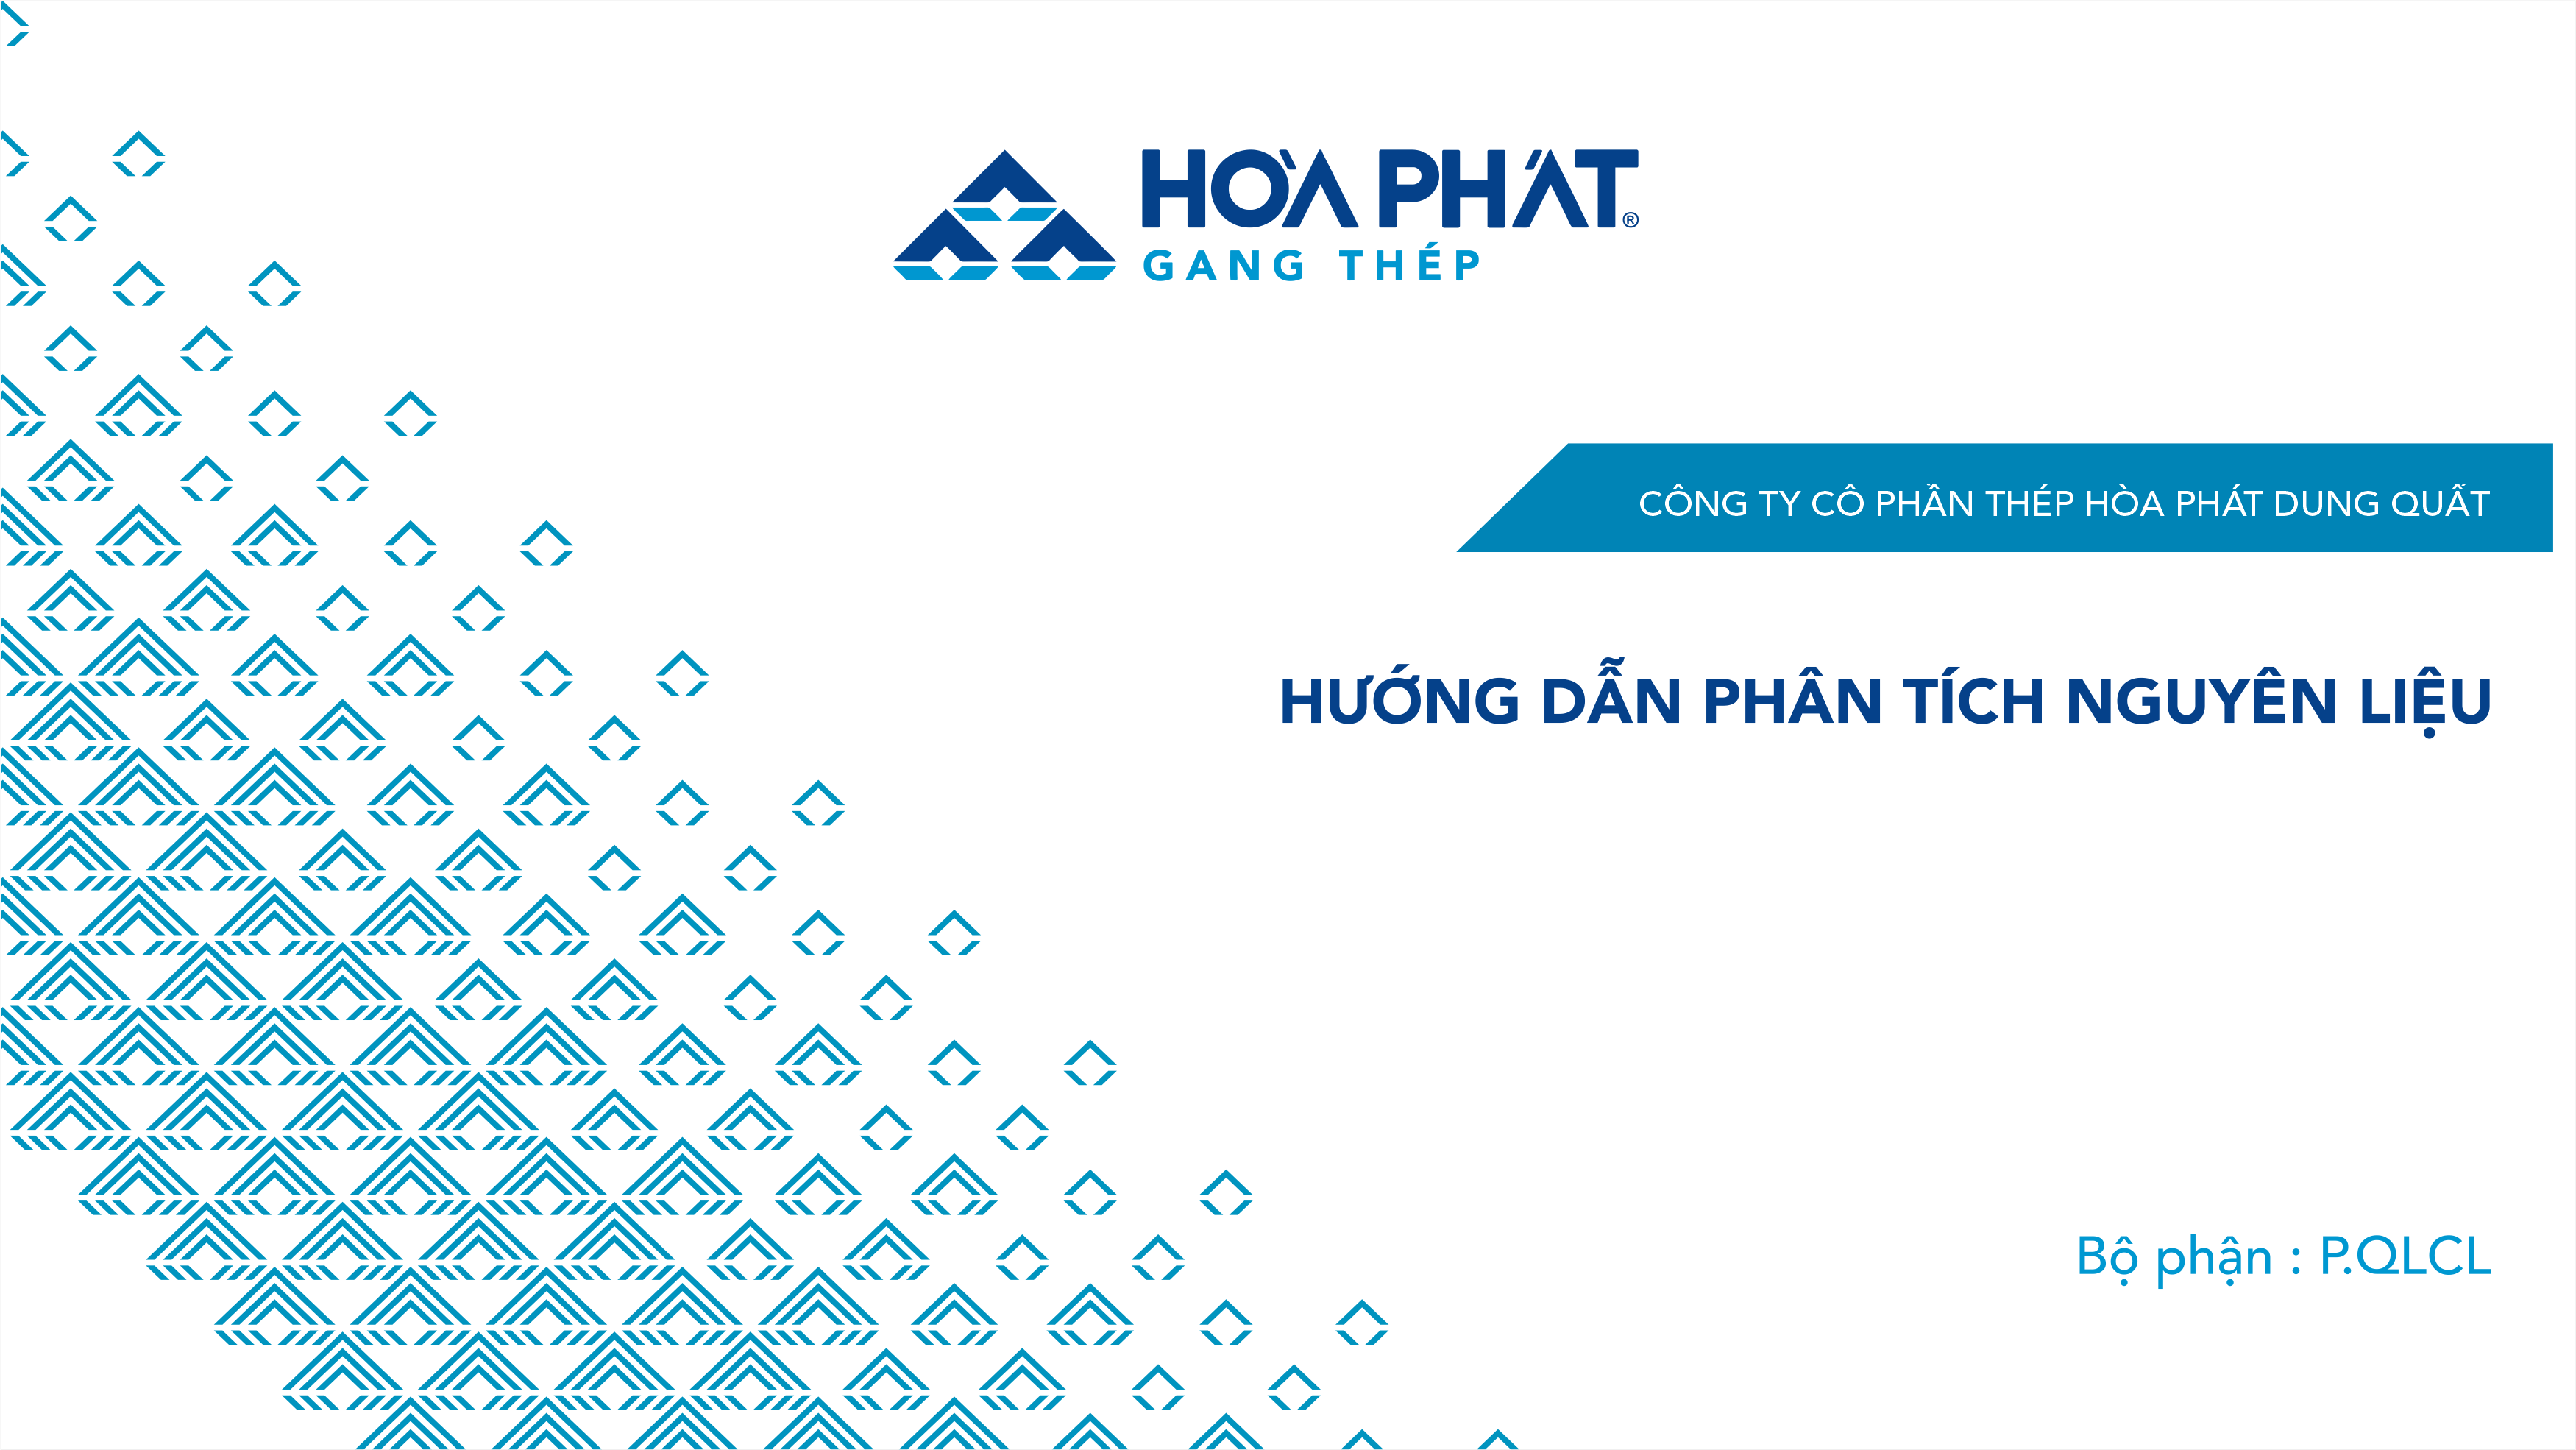 HÒA PHÁT®
GANG THÉP
CÔNG TY CỔ PHẦN THÉP HÒA PHÁT DUNG QUẤT
HƯỚNG DẪN PHÂN TÍCH NGUYÊN LIỆU
Bộ phận : P.QLCL